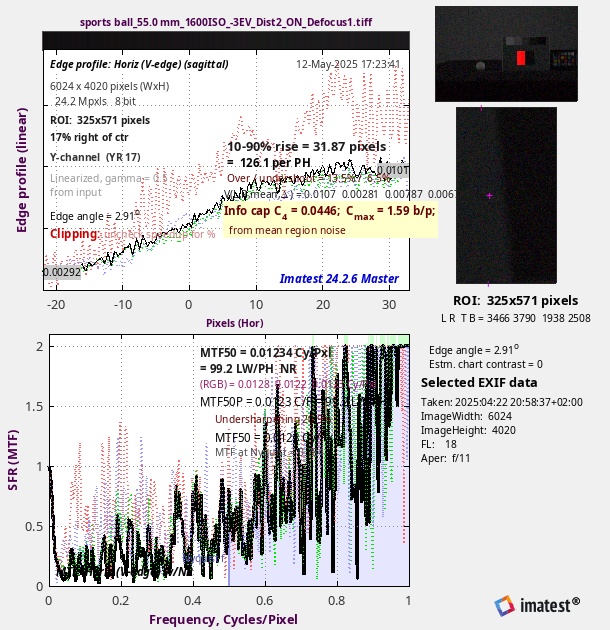 sports ball_55.0 mm_1600ISO_-3EV_Dist2_ON_Defocus1.tiff
Edge profile: Horiz (V-edge) (sagittal)
12-May-2025 17:23:41
6024 x 4020 pixels (WxH)
24.2 Mpxls 8 bit
ROI: 325x571 pixels
17% right of ctr
Y-channel (YR 17)
Linearized, gamma = 0.5
from input
Edge angle = 2.91o
Clipping: uncheck speedup for %
10-90% rise = 31.87 pixels
= 126.1 per PH
Info cap C4 = 0.0446; Cmax = 1.59 b/p;
from mean region noise
0.0101
0.00292
Imatest 24.2.6 Master
Edge profile (linear)
-20 -10 0 10 20 30
Pixels (Hor)
ROI: 325x571 pixels
L R T B = 3466 3790 1938 2508
MTF50 = 0.01234 Cy/Pxl
= 99.2 LW/PH NR
Edge angle = 2.91o
Estm. chart contrast = 0
Selected EXIF data
Taken: 2025:04:22 20:58:37+02:00
ImageWidth: 6024
ImageHeight: 4020
FL: 18
Aper: f/11
SFR (MTF)
2
1.5
1
0.5
0
0 0.2 0.4 0.6 0.8 1
Frequency, Cycles/Pixel
imatest®